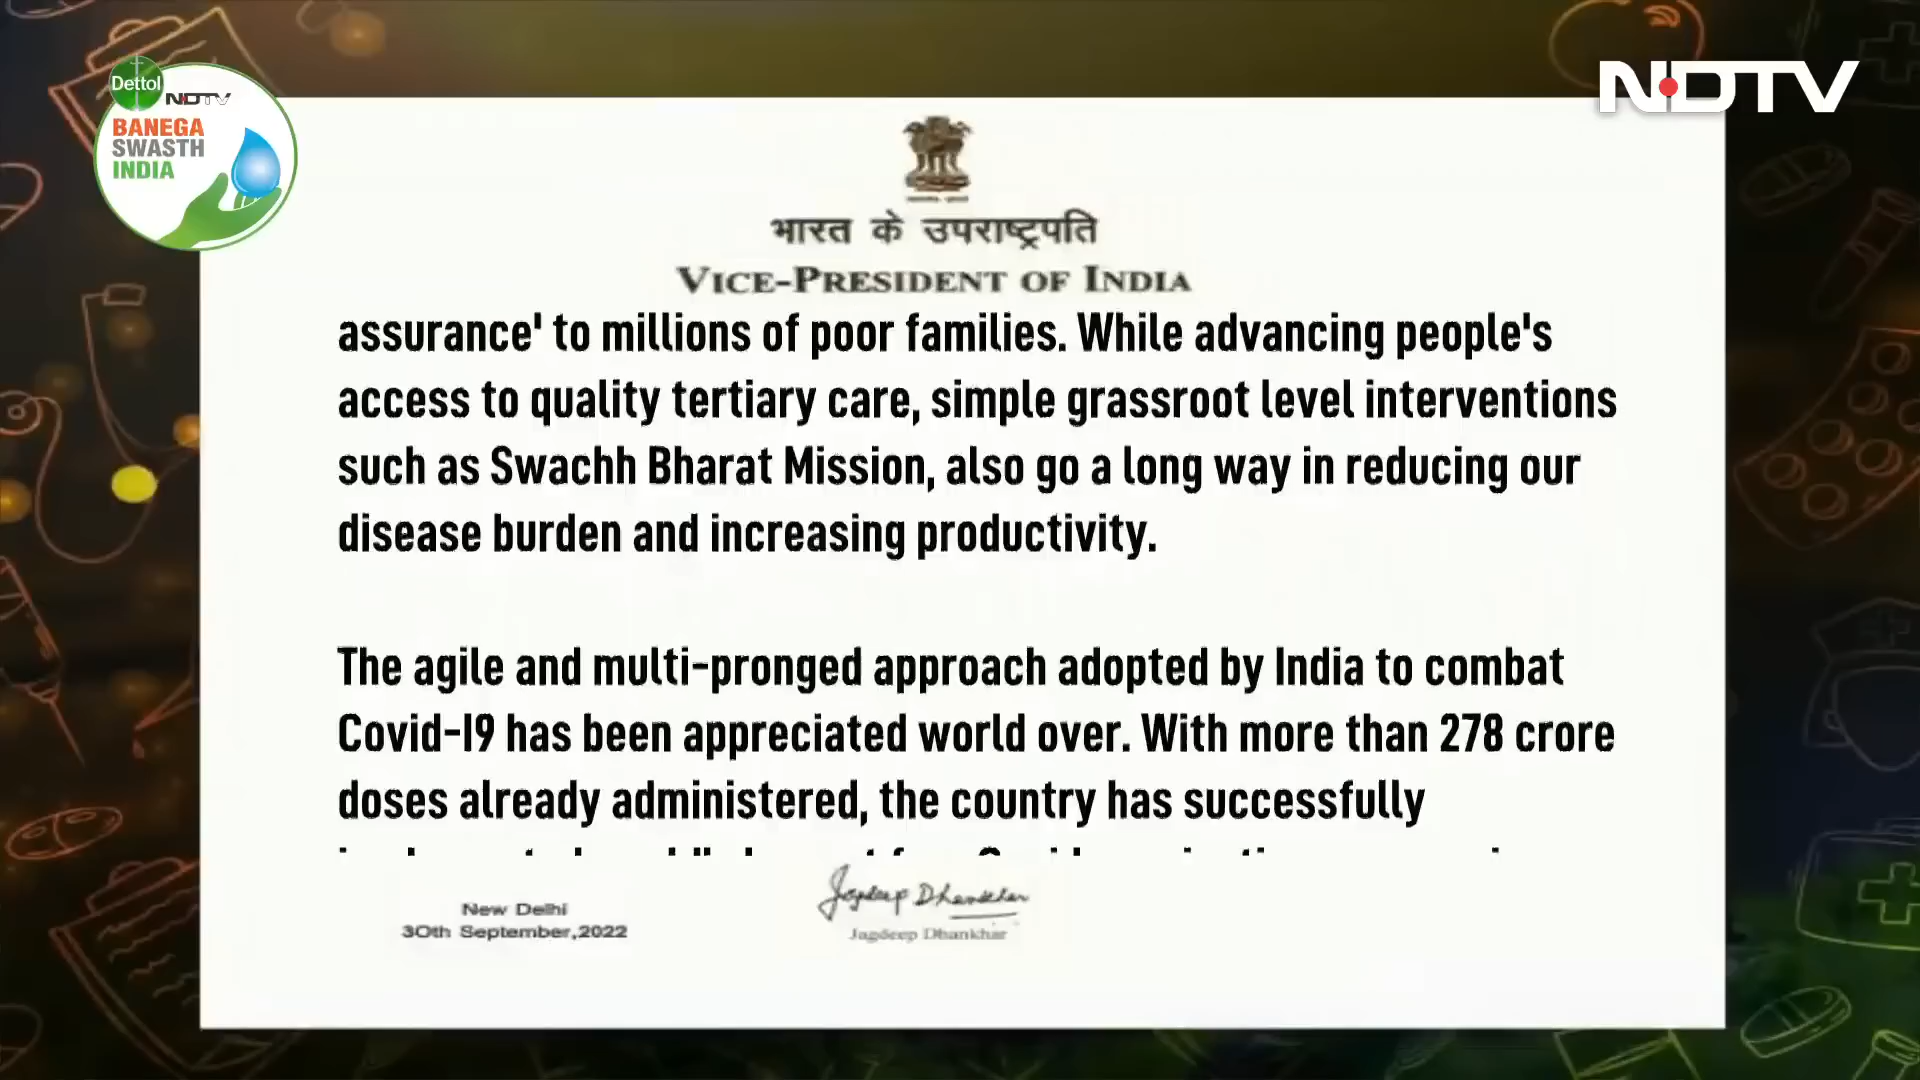 Dettol
NDTV
BANEGA
SWASTH
INDIA
NDTV
भारत के उपराष्ट्रपति
VICE-PRESIDENT OF INDIA
assurance' to millions of poor families. While advancing people's
access to quality tertiary care, simple grassroot level interventions
such as Swachh Bharat Mission, also go a long way in reducing our
disease burden and increasing productivity.
The agile and multi-pronged approach adopted by India to combat
Covid-19 has been appreciated world over. With more than 278 crore
doses already administered, the country has successfully
New Delhi
30th September,2022
Jagdeep Dhankhar
Jagdeep Dhankhar